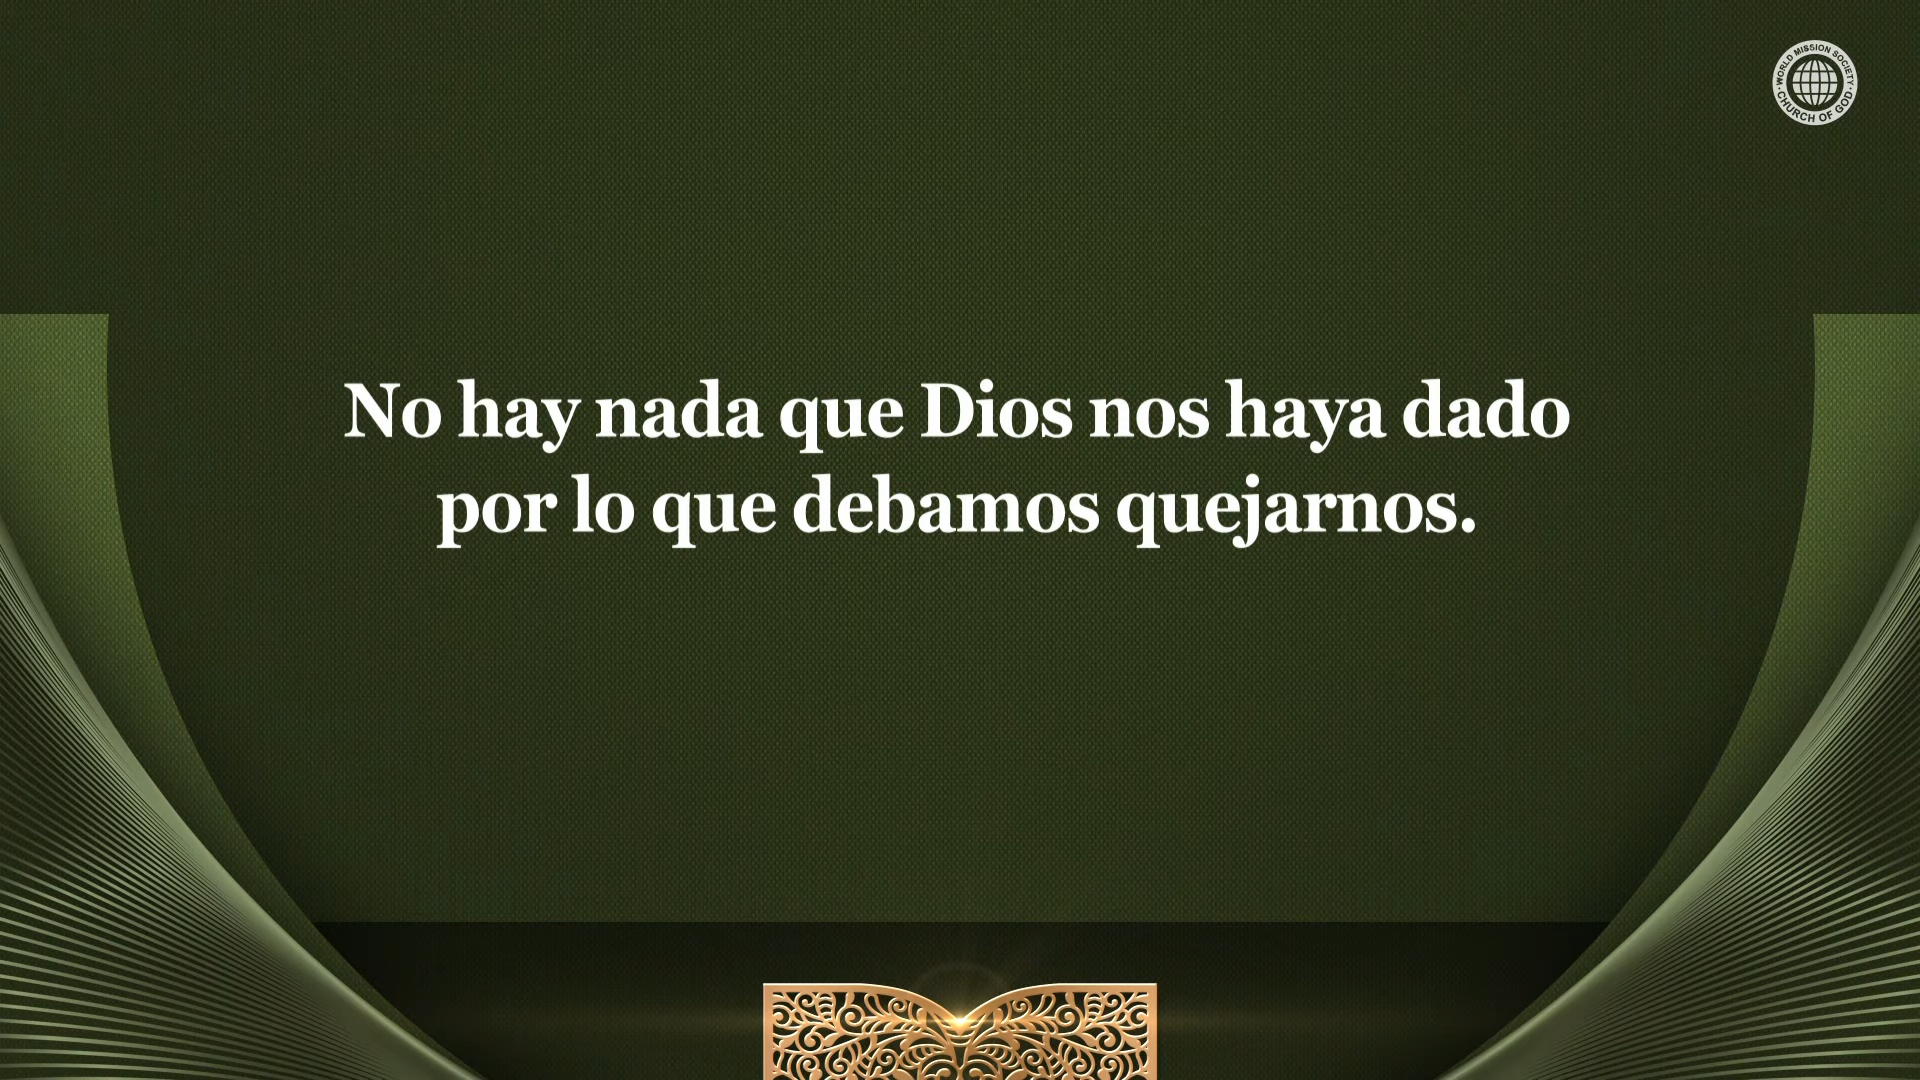 WORLD MISSION SOCIETY
CHURCH OF GOD
No hay nada que Dios nos haya dado
por lo que debamos quejarnos.